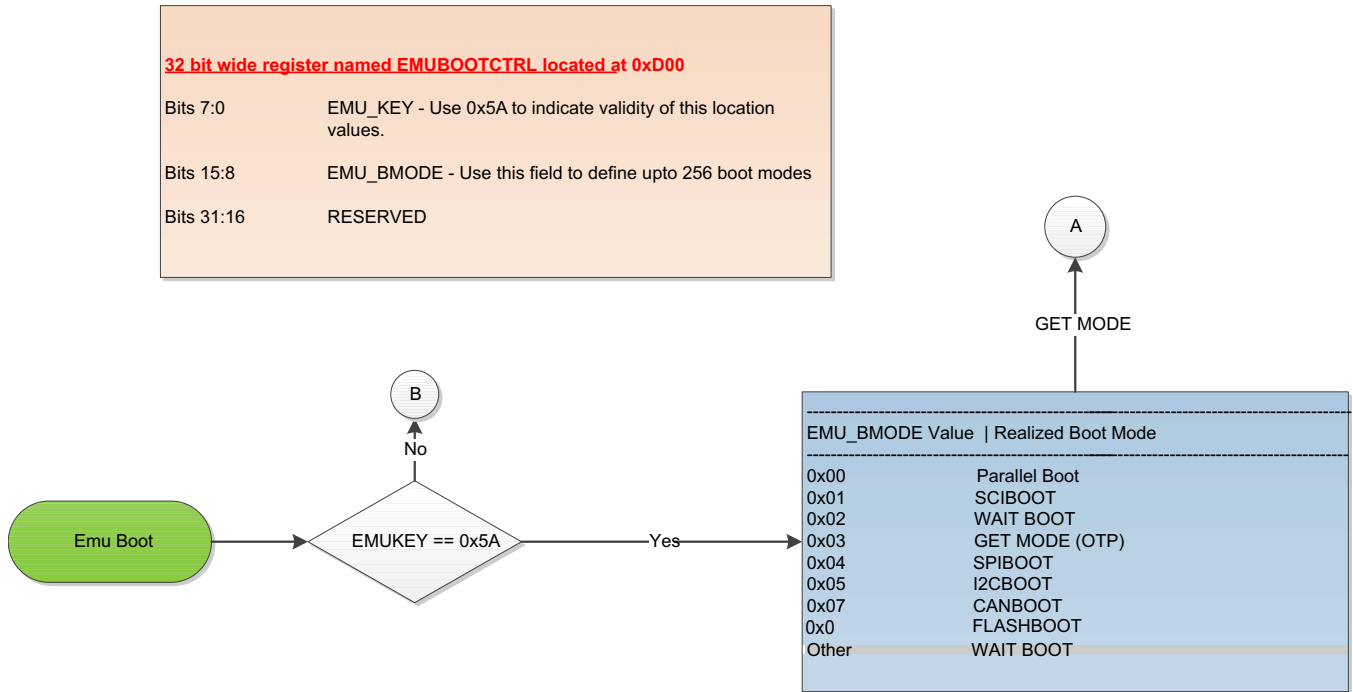 32 bit wide register named EMUBOOTCTRL located at 0xD00
Bits 7:0 EMU_KEY - Use 0x5A to indicate validity of this location
values.
Bits 15:8 EMU_BMODE - Use this field to define upto 256 boot modes
Bits 31:16 RESERVED
A
GET MODE
B
No
Emu Boot
EMUKEY == 0x5A
Yes
EMU_BMODE Value | Realized Boot Mode
0x00 Parallel Boot
0x01 SCIBOOT
0x02 WAIT BOOT
0x03 GET MODE (OTP)
0x04 SPIBOOT
0x05 I2CBOOT
0x07 CANBOOT
0x0 FLASHBOOT
Other WAIT BOOT